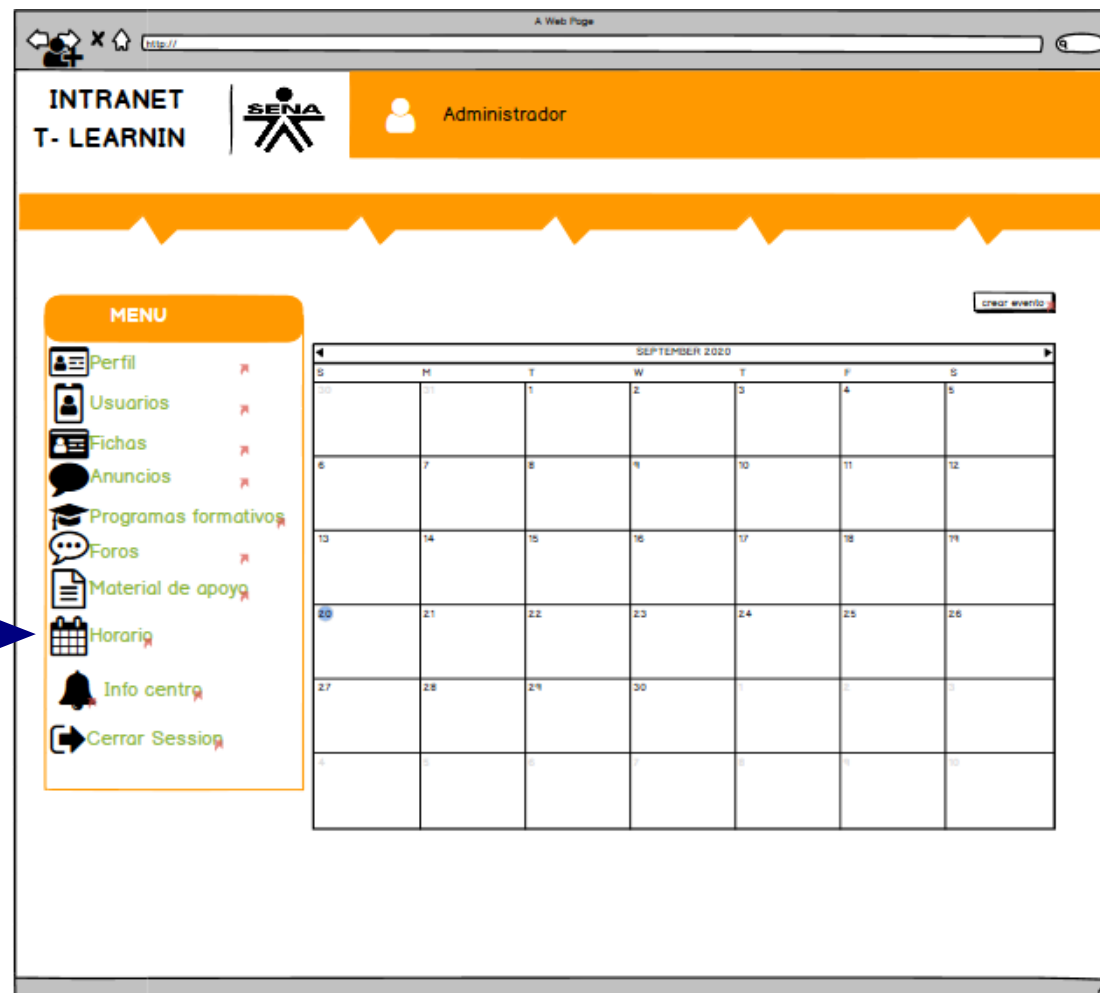 A Web Page
http://
INTRANET
T- LEARNIN
SENA
Administrador
MENU
crear evento
Perfil
Usuarios
Fichas
Anuncios
Programas formativos
Foros
Material de apoyo
Horario
Info centro
Cerrar Session
SEPTEMBER 2020
S M T W T F S
30 31 1 2 3 4 5
6 7 8 9 10 11 12
13 14 15 16 17 18 19
20 21 22 23 24 25 26
27 28 29 30 1 2 3
4 5 6 7 8 9 10